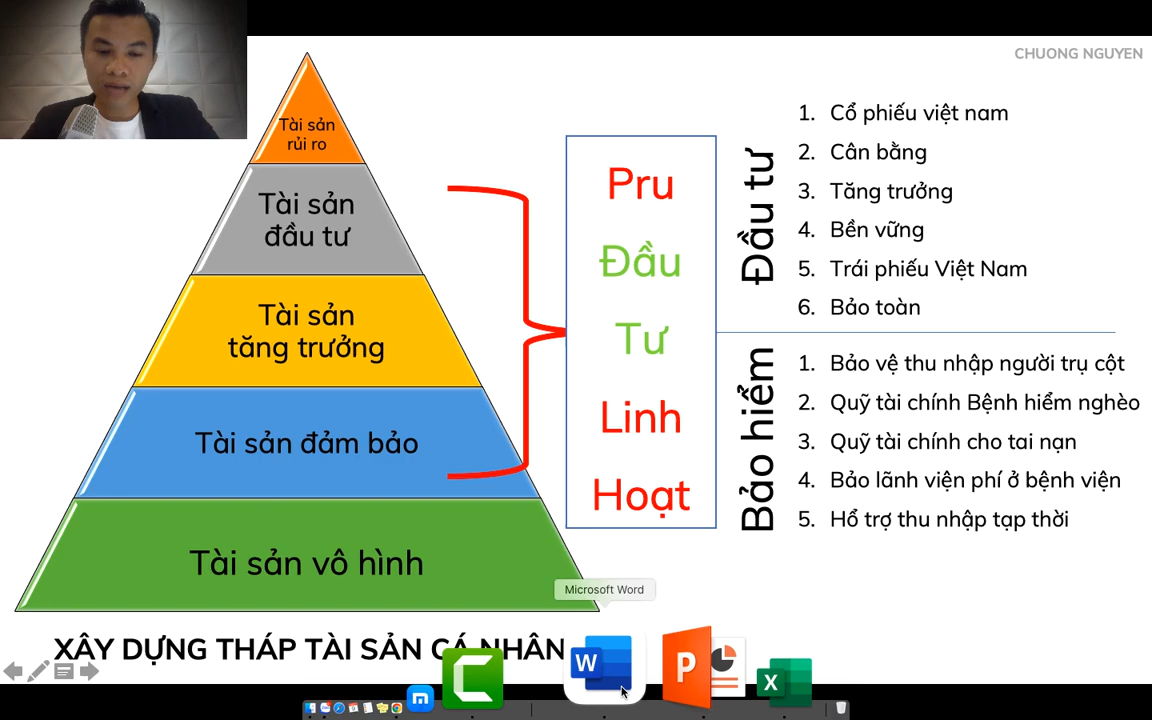 CHUONG NGUYEN
Tài sản
rủi ro
Tài sản
đầu tư
Tài sản
tăng trưởng
Tài sản đảm bảo
Tài sản vô hình
Pru
Đầu
Tư
Linh
Hoạt
Đầu tư
1. Cổ phiếu việt nam
2. Cân bằng
3. Tăng trưởng
4. Bền vững
5. Trái phiếu Việt Nam
6. Bảo toàn
Bảo hiểm
1. Bảo vệ thu nhập người trụ cột
2. Quỹ tài chính Bệnh hiểm nghèo
3. Quỹ tài chính cho tai nạn
4. Bảo lãnh viện phí ở bệnh viện
5. Hổ trợ thu nhập tạp thời
Microsoft Word
XÂY DỰNG THÁP TÀI SẢN CÁ NHÂN
m
C
W
P
X